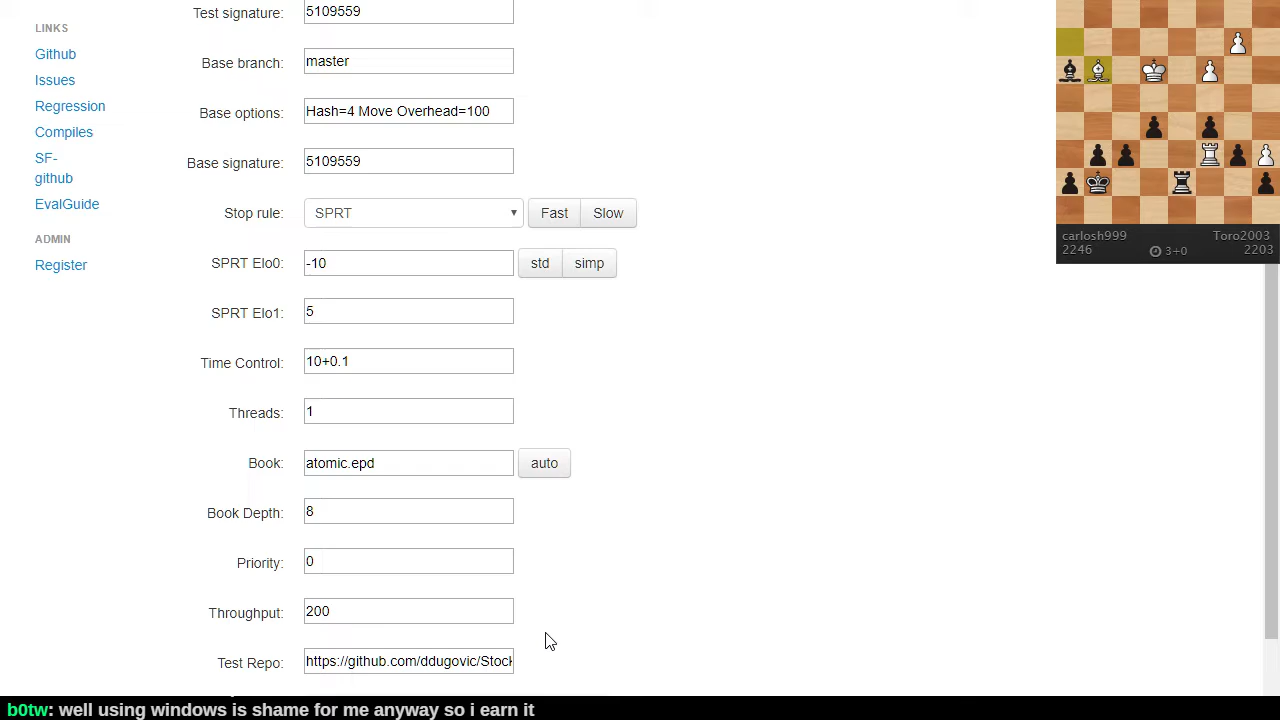 Test signature: 5109559
LINKS
Github
Issues
Regression
Compiles
SF-
github
EvalGuide
ADMIN
Register
Base branch: master
Base options: Hash=4 Move Overhead=100
Base signature: 5109559
Stop rule: SPRT Fast Slow
SPRT Elo0: -10 std simp
SPRT Elo1: 5
Time Control: 10+0.1
Threads: 1
Book: atomic.epd auto
Book Depth: 8
Priority: 0
Throughput: 200
Test Repo: https://github.com/ddugovic/Stock
carlosh999 Toro2003
2246 3+0 2203
b0tw: well using windows is shame for me anyway so i earn it